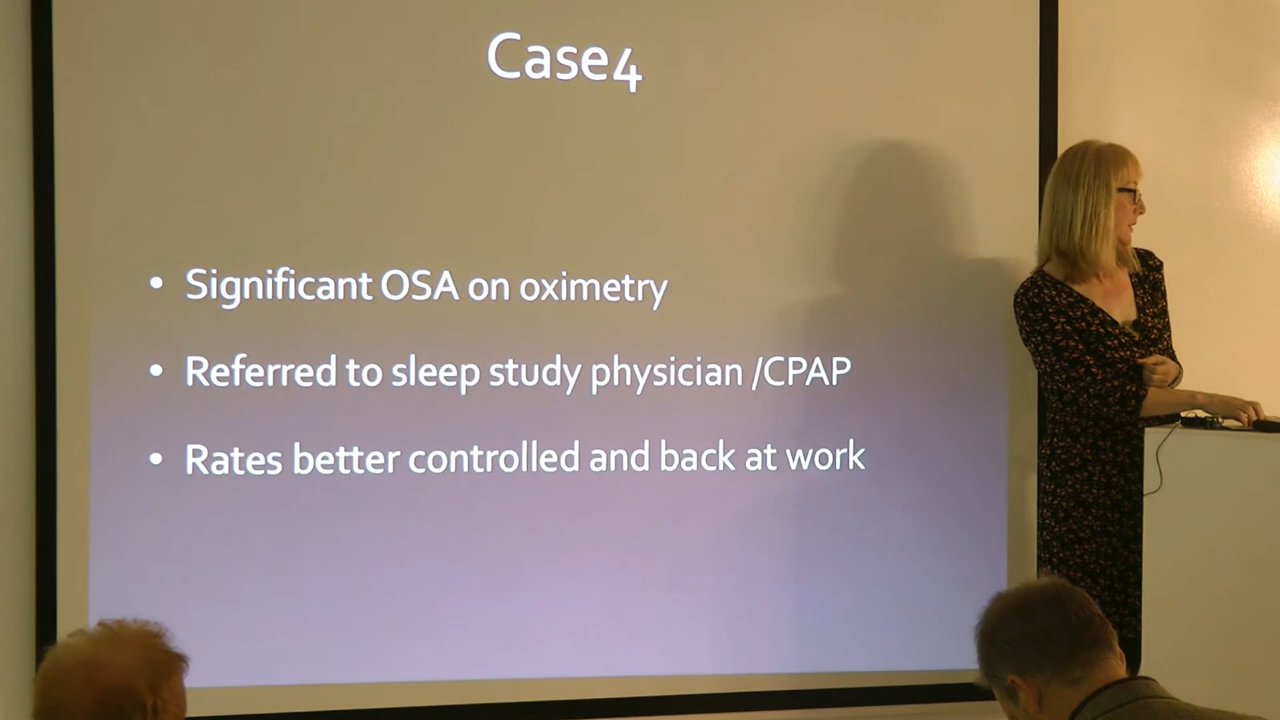 Case4
• Significant OSA on oximetry
• Referred to sleep study physician /CPAP
• Rates better controlled and back at work